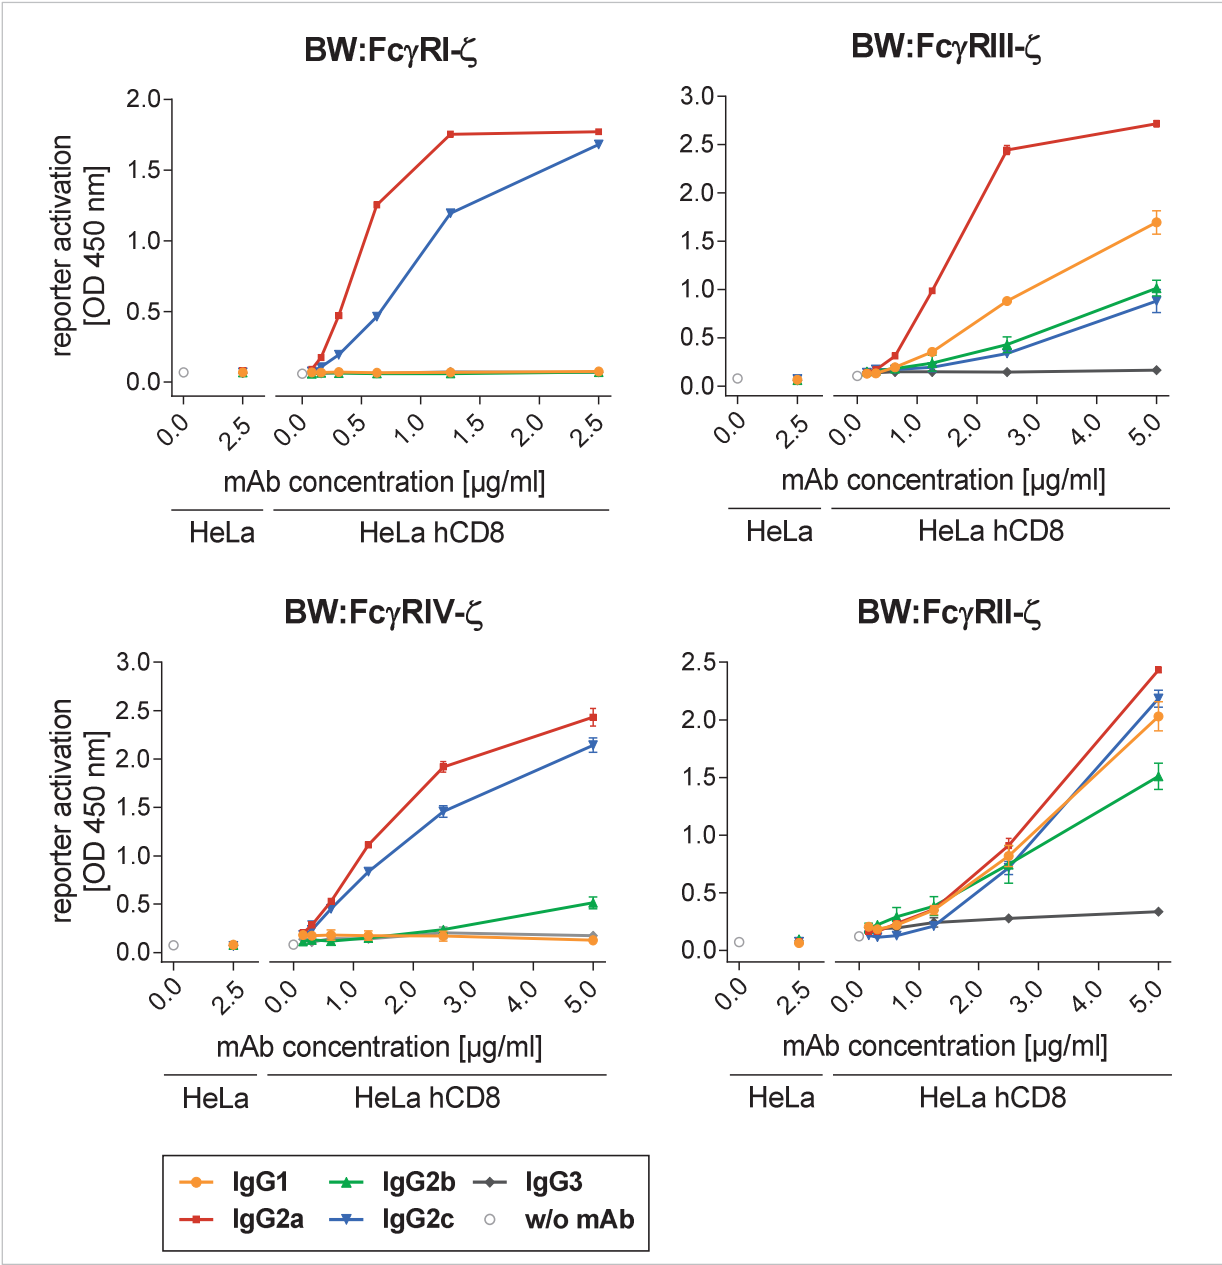 BW:FcγRI-ζ
reporter activation
[OD 450 nm]
2.0
1.5
1.0
0.5
0.0
0.0
2.5
0.0
0.5
1.0
1.5
2.0
2.5
mAb concentration [µg/ml]
HeLa
HeLa hCD8
BW:FcγRIII-ζ
3.0
2.5
2.0
1.5
1.0
0.5
0.0
0.0
2.5
0.0
1.0
2.0
3.0
4.0
5.0
mAb concentration [µg/ml]
HeLa
HeLa hCD8
BW:FcγRIV-ζ
reporter activation
[OD 450 nm]
3.0
2.5
2.0
1.5
1.0
0.5
0.0
0.0
2.5
0.0
1.0
2.0
3.0
4.0
5.0
mAb concentration [µg/ml]
HeLa
HeLa hCD8
BW:FcγRII-ζ
2.5
2.0
1.5
1.0
0.5
0.0
0.0
2.5
0.0
1.0
2.0
3.0
4.0
5.0
mAb concentration [µg/ml]
HeLa
HeLa hCD8
IgG1
IgG2b
IgG3
IgG2a
IgG2c
w/o mAb